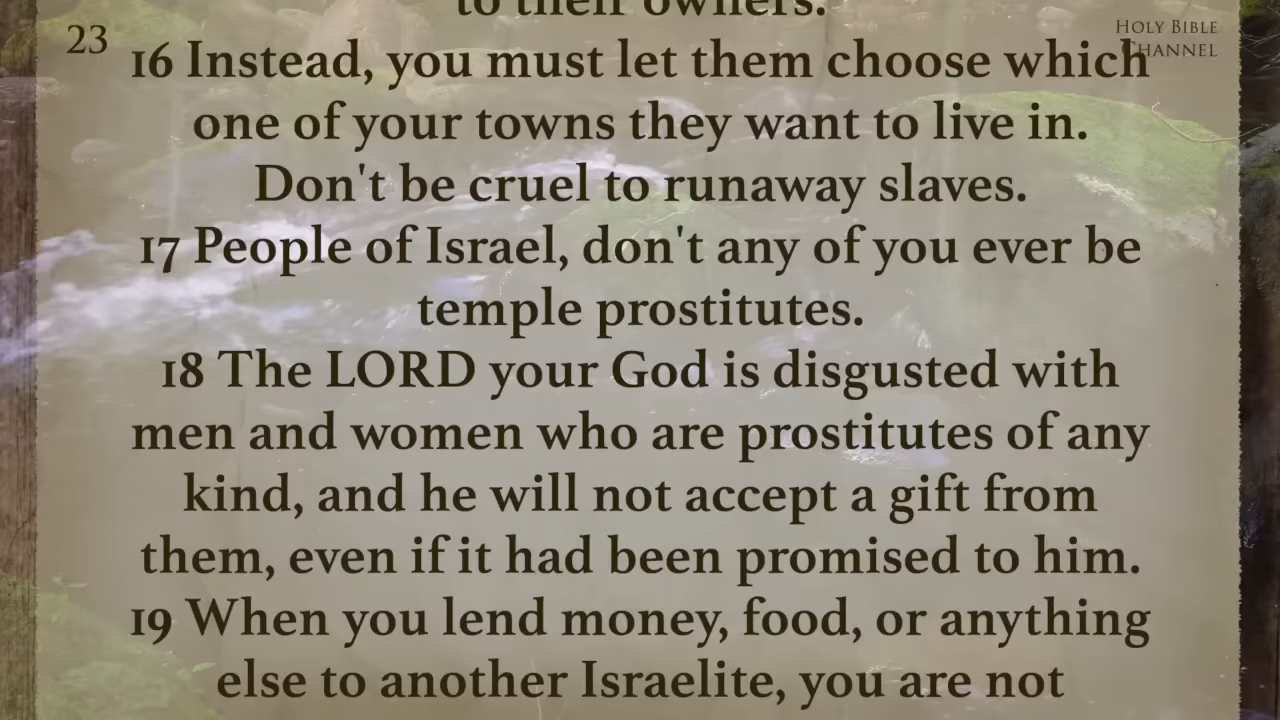 to their owners.
23
HOLY BIBLE
CHANNEL
16 Instead, you must let them choose which
one of your towns they want to live in.
Don't be cruel to runaway slaves.
17 People of Israel, don't any of you ever be
temple prostitutes.
18 The LORD your God is disgusted with
men and women who are prostitutes of any
kind, and he will not accept a gift from
them, even if it had been promised to him.
19 When you lend money, food, or anything
else to another Israelite, you are not